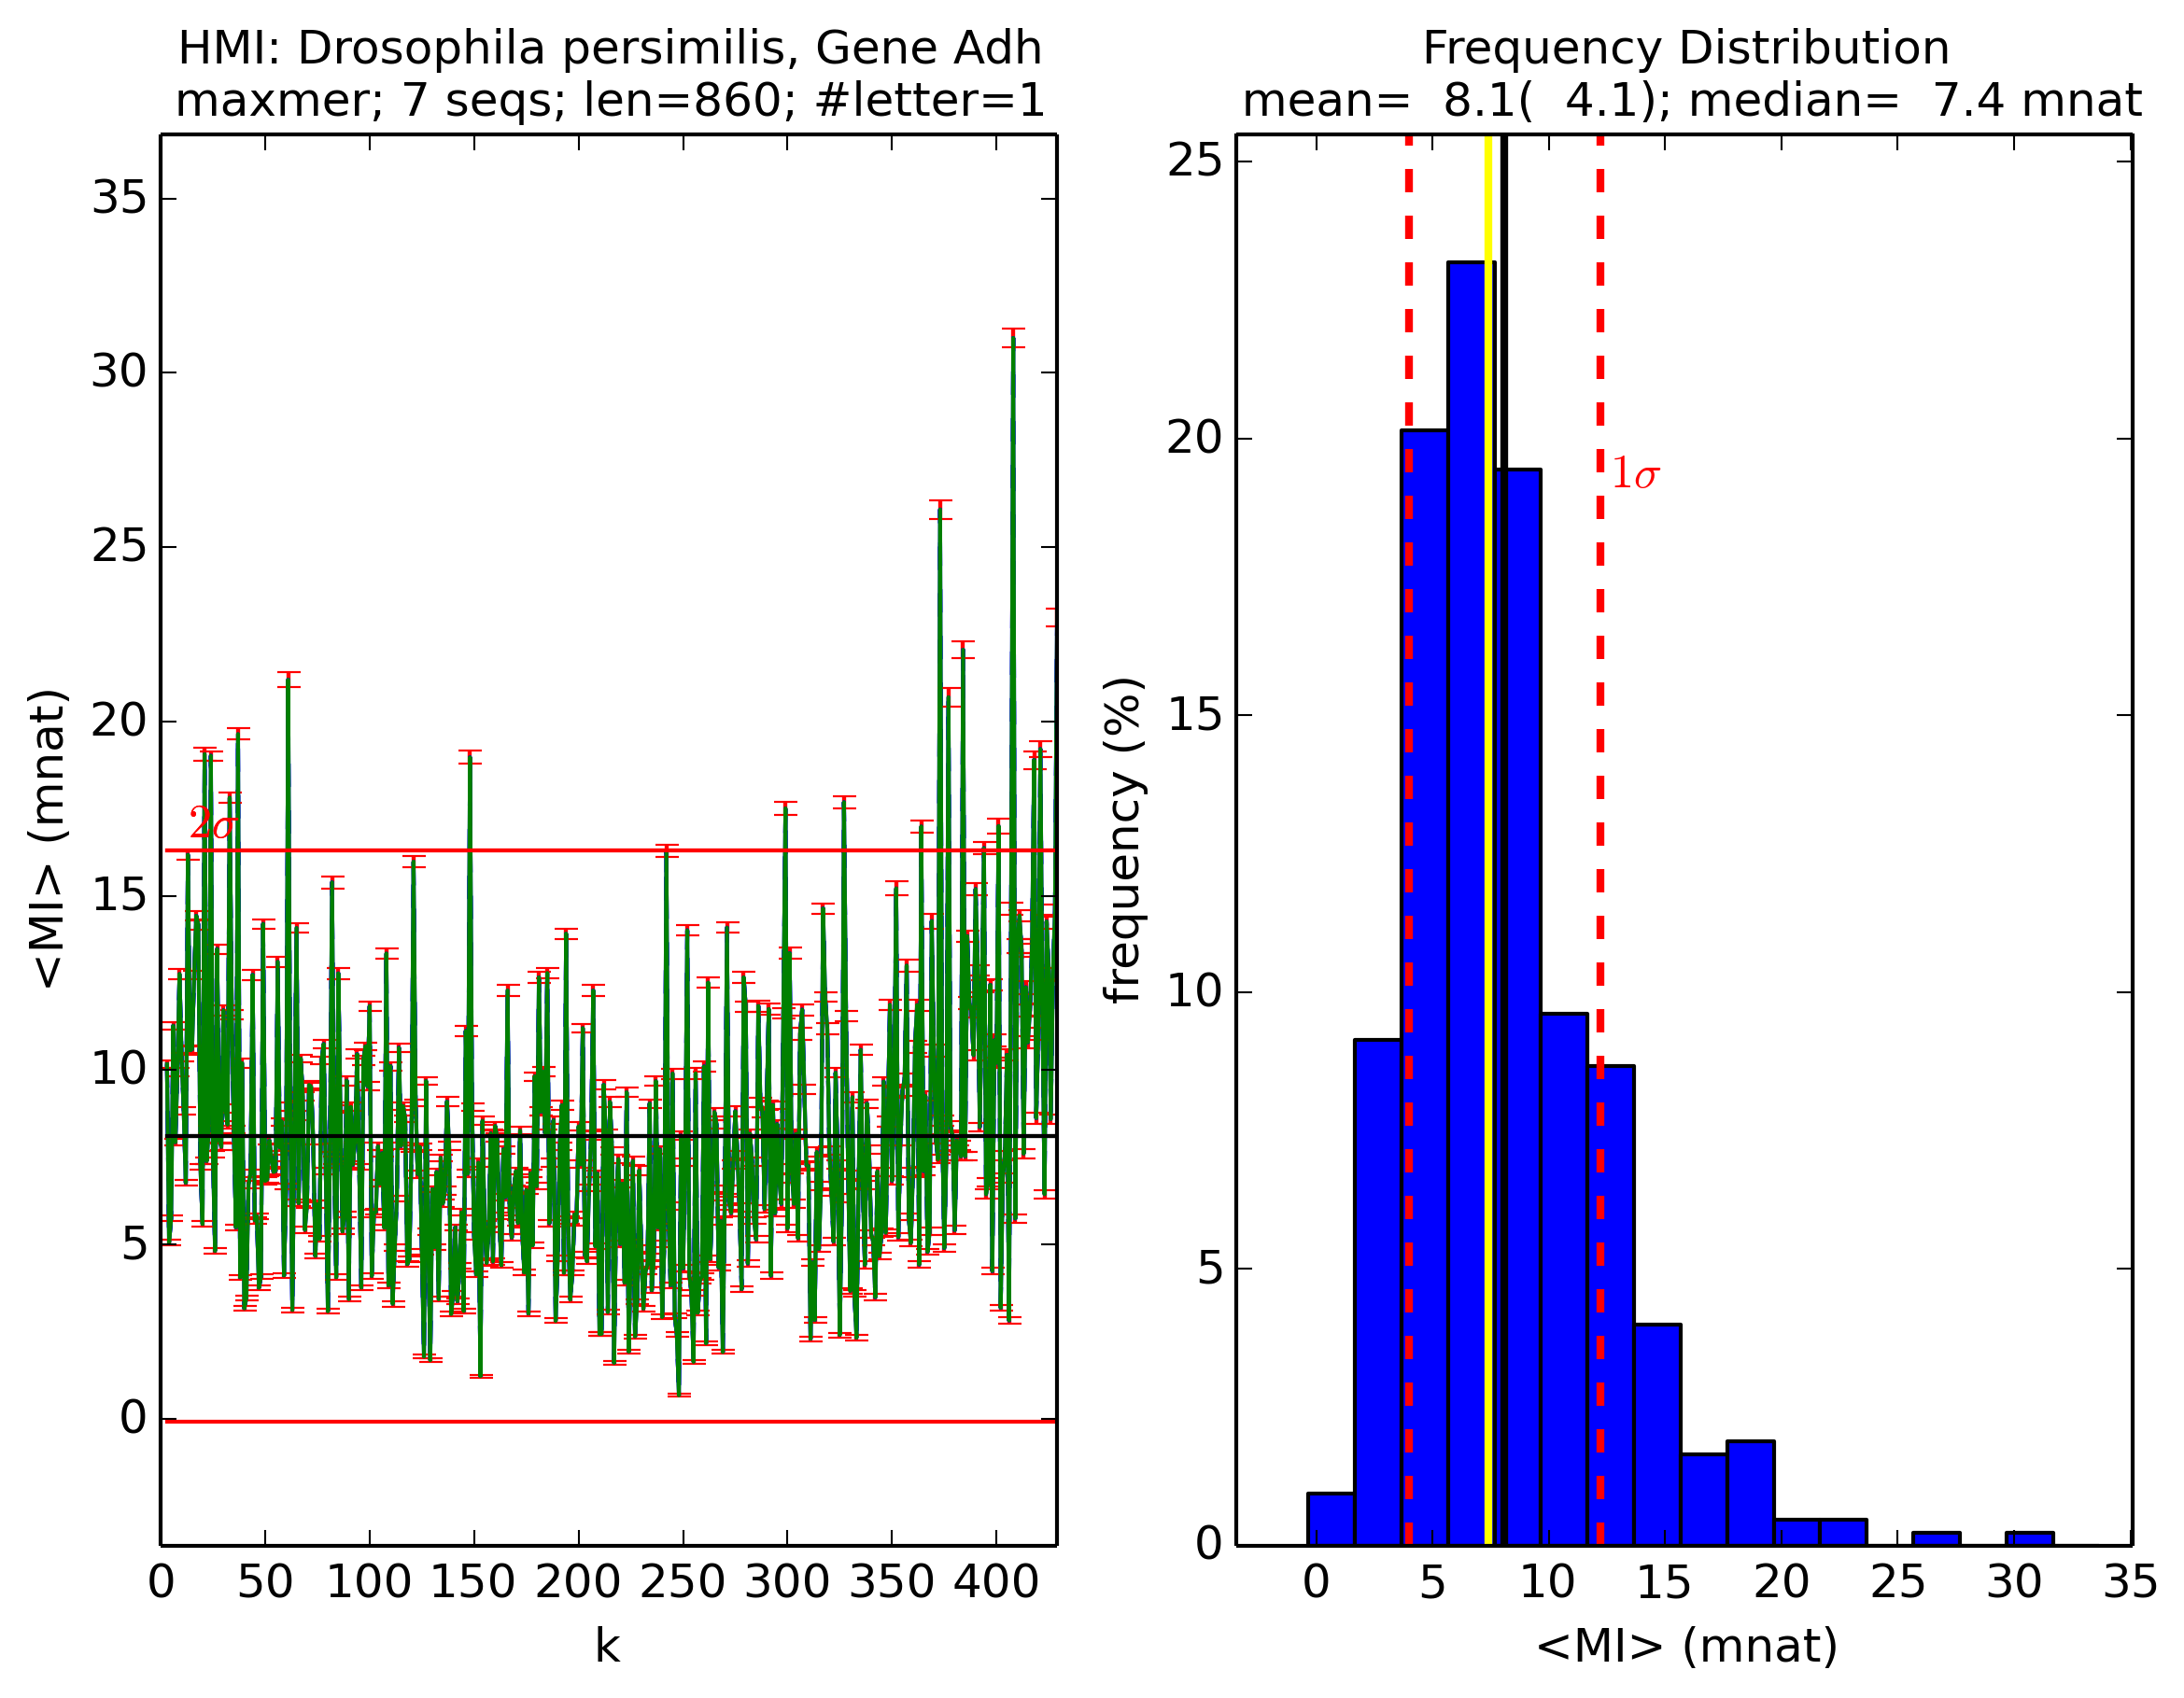 HMI: Drosophila persimilis, Gene Adh
maxmer; 7 seqs; len=860; #letter=1
35
30
25
20
15
10
5
0
<MI> (mnat)
2σ
0 50 100 150 200 250 300 350 400
k
Frequency Distribution
mean=  8.1(  4.1); median=  7.4 mnat
25
20
15
10
5
0
frequency (%)
1σ
0 5 10 15 20 25 30 35
<MI> (mnat)